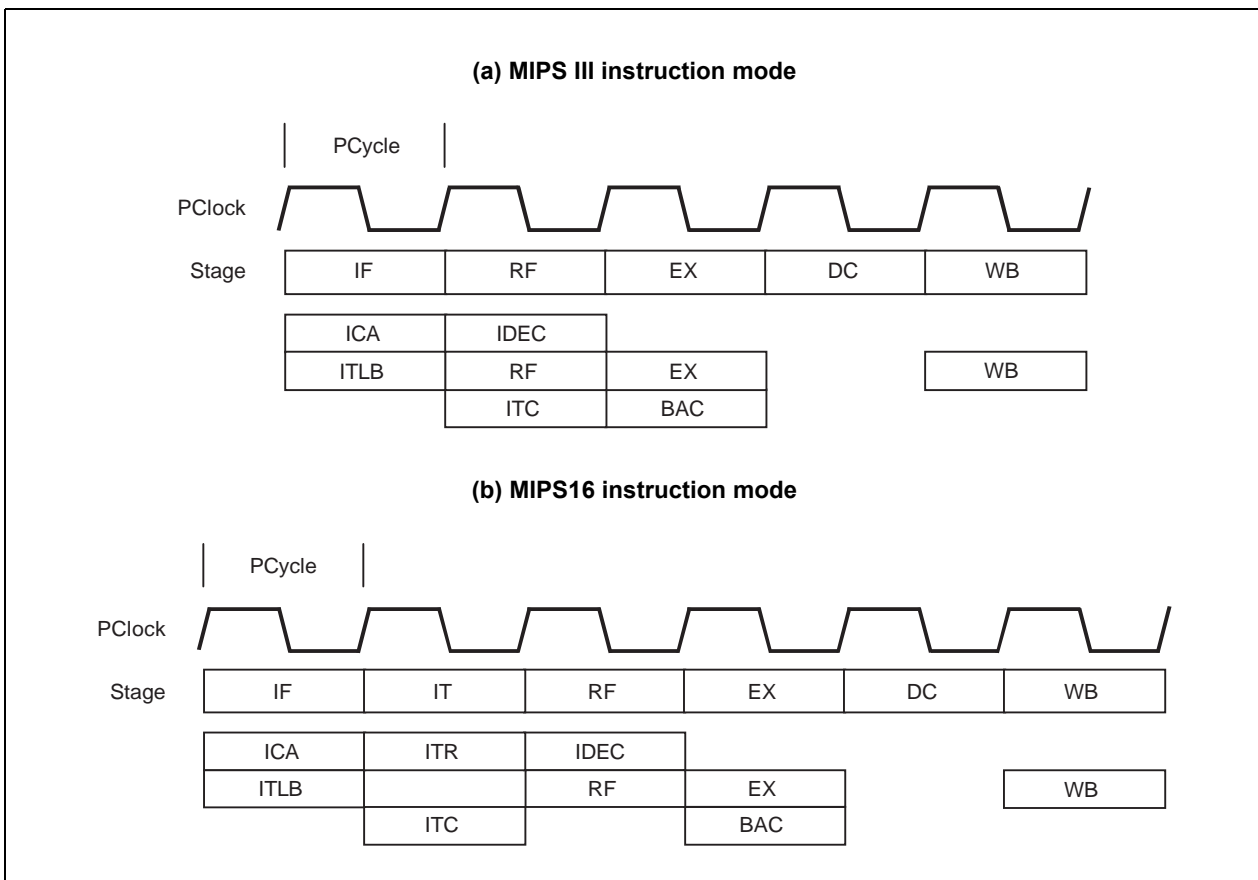 (a) MIPS III instruction mode
PCycle
PClock
Stage IF RF EX DC WB
ICA IDEC
ITLB RF EX WB
ITC BAC
(b) MIPS16 instruction mode
PCycle
PClock
Stage IF IT RF EX DC WB
ICA ITR IDEC
ITLB RF EX WB
ITC BAC